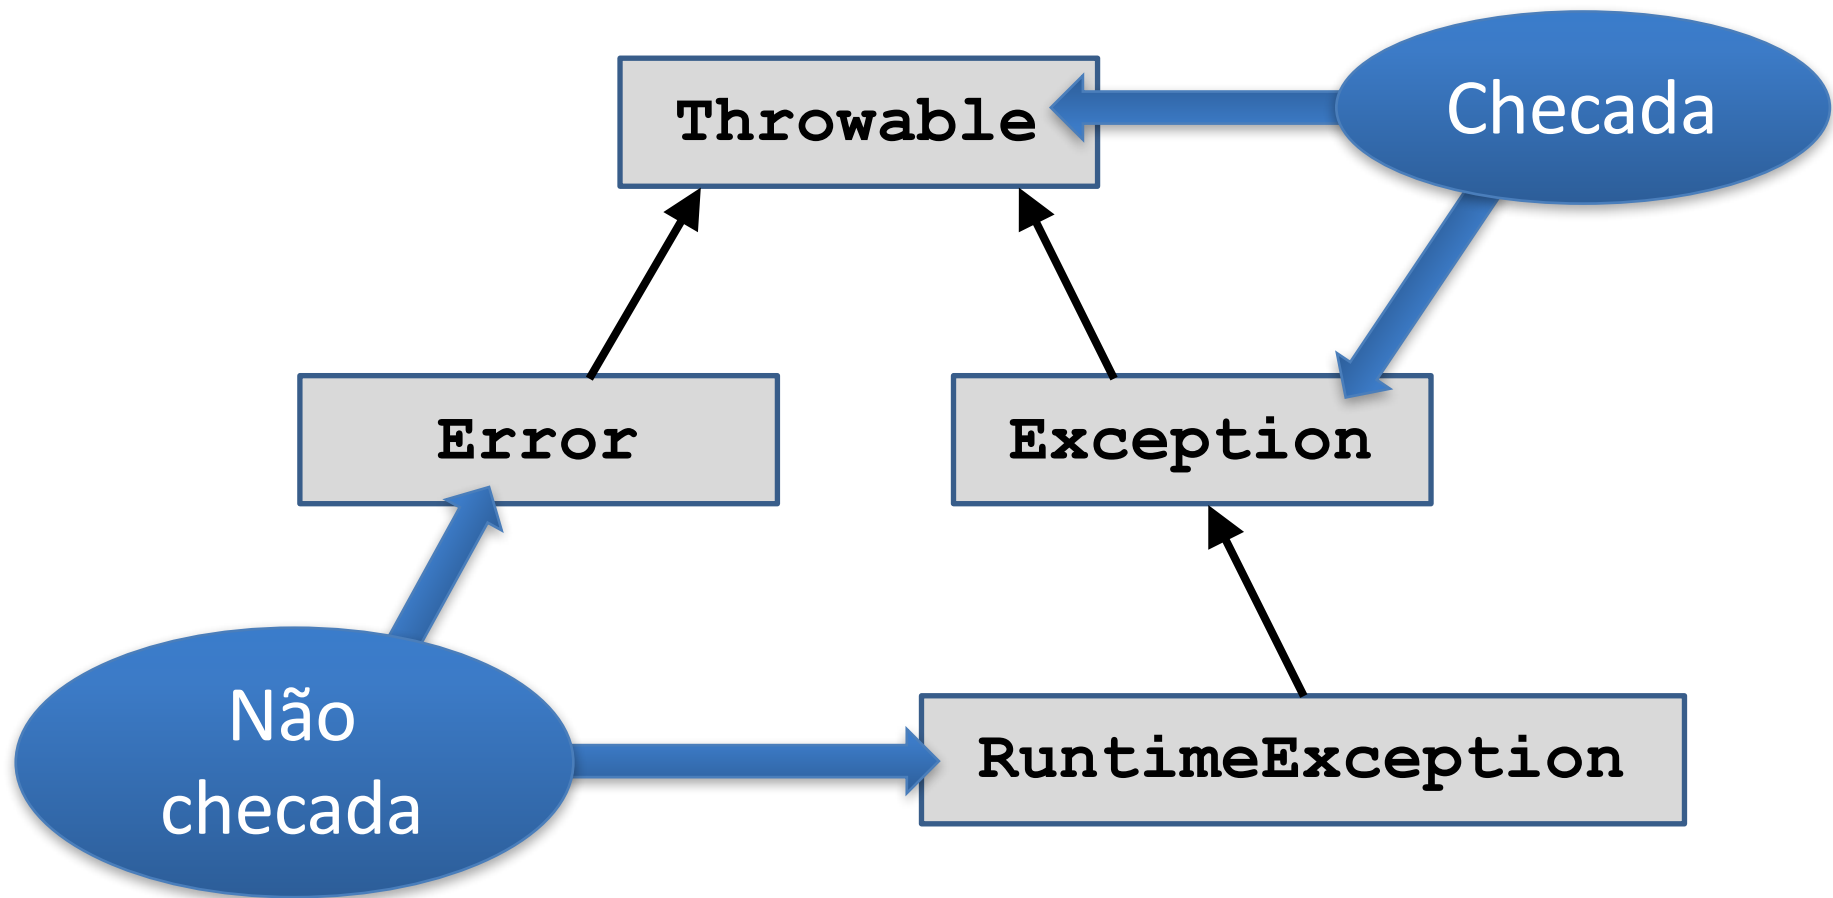 Throwable
Checada
Error
Exception
Não
checada
RuntimeException